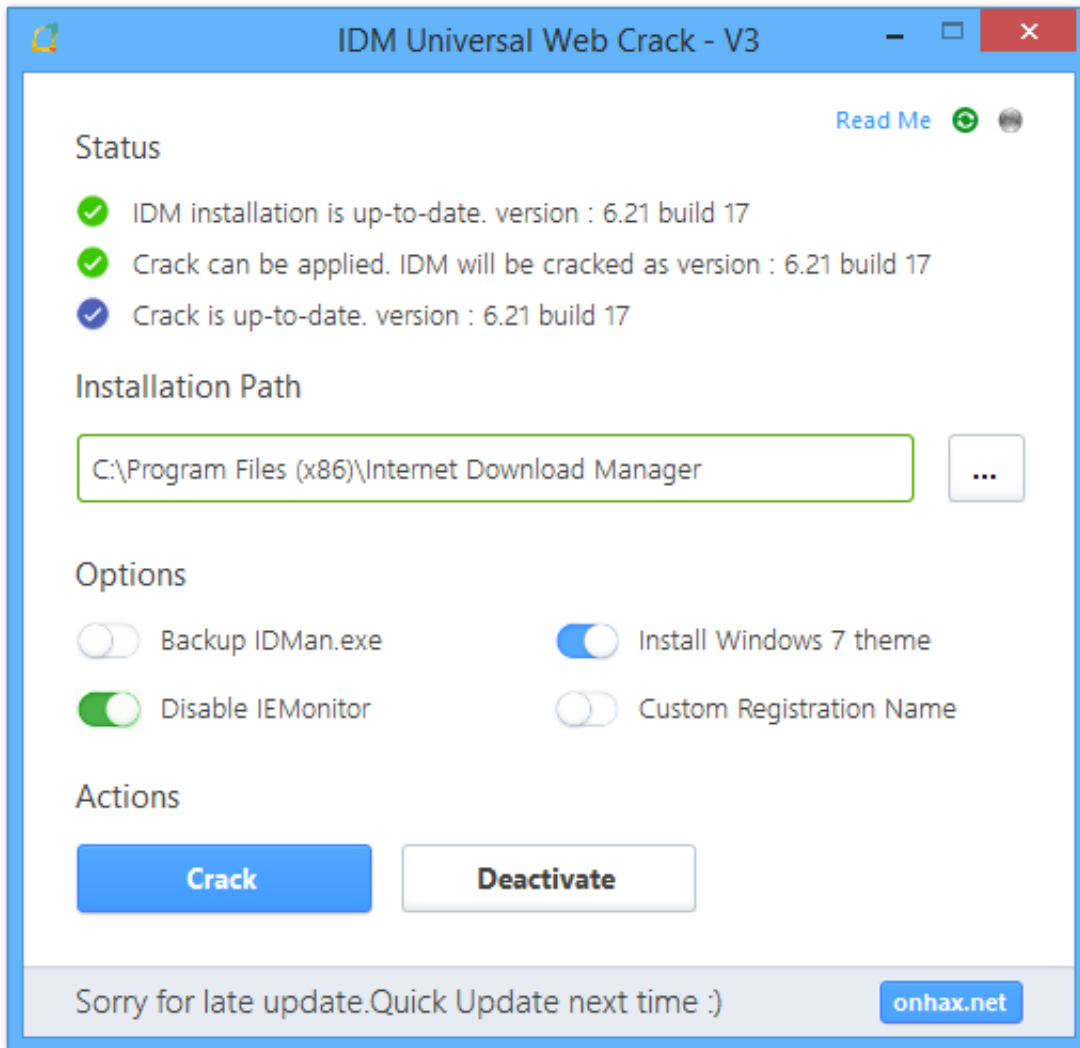 IDM Universal Web Crack - V3
Read Me
Status
IDM installation is up-to-date. version : 6.21 build 17
Crack can be applied. IDM will be cracked as version : 6.21 build 17
Crack is up-to-date. version : 6.21 build 17
Installation Path
C:\Program Files (x86)\Internet Download Manager
...
Options
Backup IDMan.exe
Install Windows 7 theme
Disable IEMonitor
Custom Registration Name
Actions
Crack
Deactivate
Sorry for late update.Quick Update next time :)
onhax.net